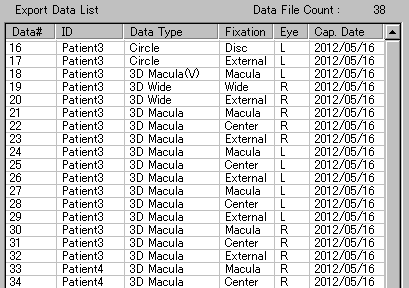 Export Data List Data File Count : 38
Data# ID Data Type Fixation Eye Cap. Date
16 Patient3 Circle Disc L 2012/05/16
17 Patient3 Circle External L 2012/05/16
18 Patient3 3D Macula(V) Macula L 2012/05/16
19 Patient3 3D Wide Wide R 2012/05/16
20 Patient3 3D Wide External R 2012/05/16
21 Patient3 3D Macula Macula R 2012/05/16
22 Patient3 3D Macula Center R 2012/05/16
23 Patient3 3D Macula External R 2012/05/16
24 Patient3 3D Macula Macula L 2012/05/16
25 Patient3 3D Macula Center L 2012/05/16
26 Patient3 3D Macula External L 2012/05/16
27 Patient3 3D Macula Macula L 2012/05/16
28 Patient3 3D Macula Center L 2012/05/16
29 Patient3 3D Macula External L 2012/05/16
30 Patient3 3D Macula Macula R 2012/05/16
31 Patient3 3D Macula Center R 2012/05/16
32 Patient3 3D Macula External R 2012/05/16
33 Patient4 3D Macula Macula R 2012/05/16
34 Patient4 3D Macula Center R 2012/05/16